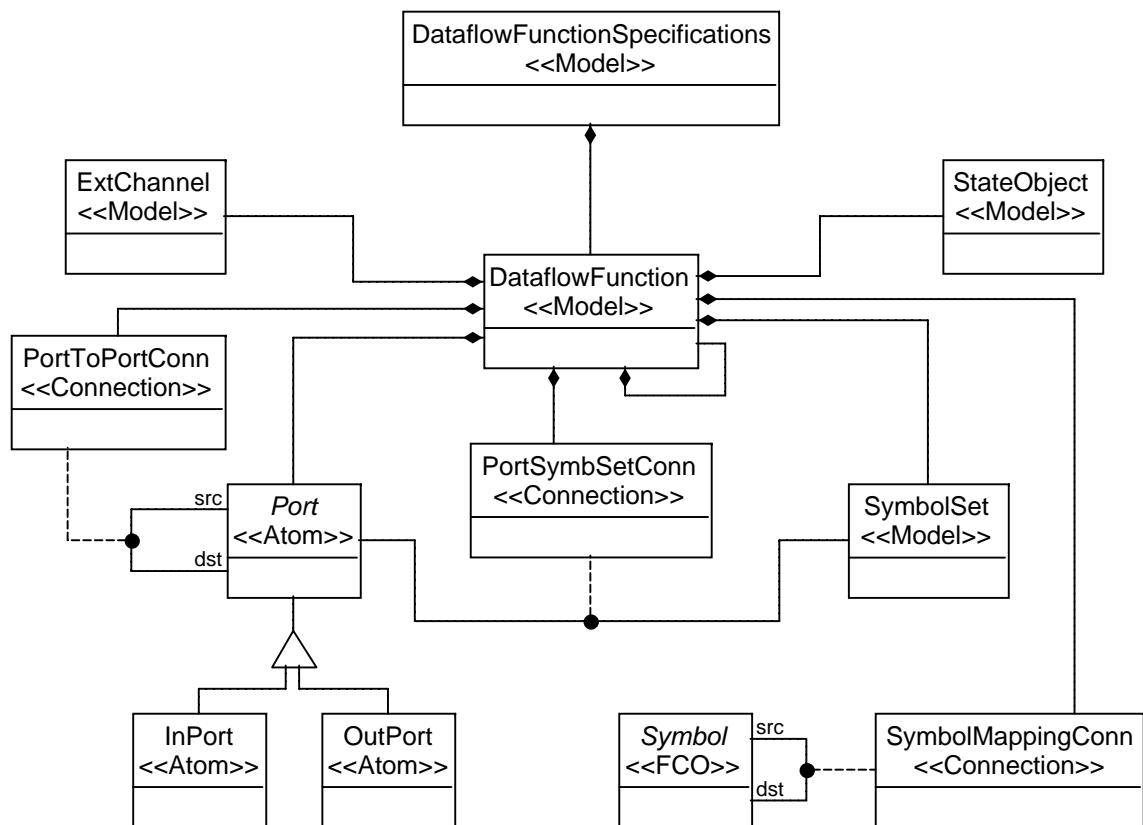 DataflowFunctionSpecifications
<<Model>>
ExtChannel
<<Model>>
StateObject
<<Model>>
DataflowFunction
<<Model>>
PortToPortConn
<<Connection>>
PortSymbSetConn
<<Connection>>
src
Port
<<Atom>>
dst
SymbolSet
<<Model>>
InPort
<<Atom>>
OutPort
<<Atom>>
Symbol
<<FCO>>
src
dst
SymbolMappingConn
<<Connection>>